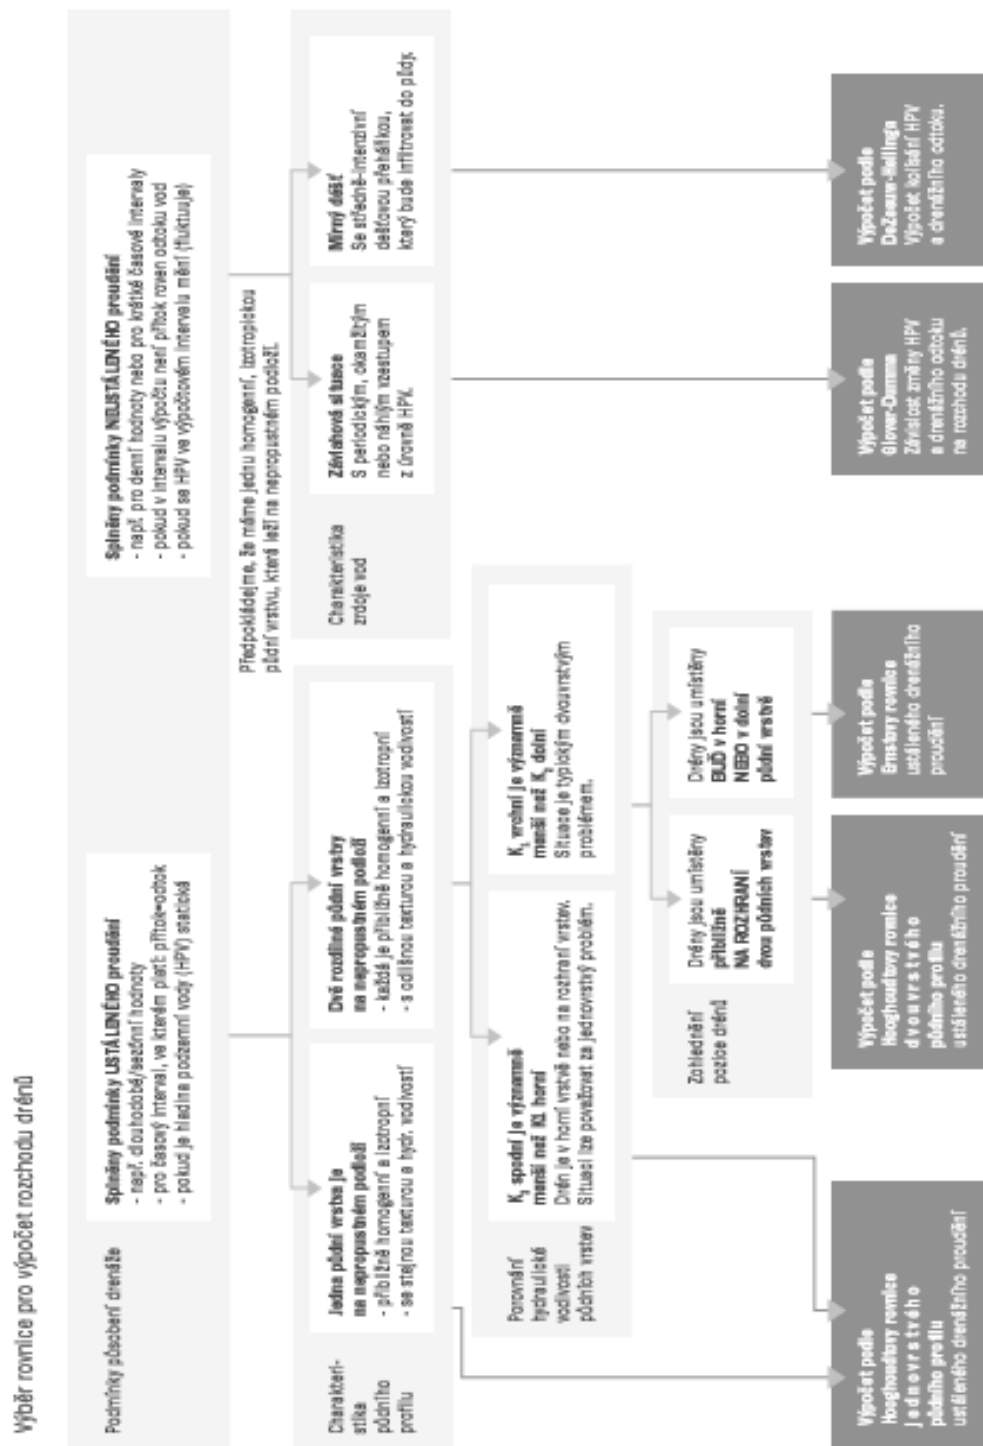 Výběr rovnice pro výpočet rozchodu drénů
Podmínky působení drenáže
Splněny podmínky USTÁLENÉHO proudění
- např. dlouhodobé/sezónní hodnoty
- pro časový interval, ve kterém platí: přítok=odtok
- pokud je hladina podzemní vody (HPV) statická
Splněny podmínky NEUSTÁLENÉHO proudění
- např. pro denní hodnoty nebo pro krátké časové intervaly
- pokud v intervalu výpočtu není přítok roven odtoku vod
- pokud se HPV ve výpočtovém intervalu mění (fluktuuje)
Předpokládejme, že máme jednu homogenní, izotropickou
půdní vrstvu, která leží na nepropustném podloží.
Charakteri-
stika
půdního
profilu
Jedna půdní vrstva je
na nepropustném podloží
- přibližně homogenní a izotropní
- se stejnou texturou a hydr. vodivostí
Dvě rozdílné půdní vrstvy
na nepropustném podloží
- každá je přibližně homogenní a izotropní
- s odlišnou texturou a hydraulickou vodivostí
Charakteristika
zrdoje vod
Závlahová situace
S periodickým, okamžitým
nebo náhlým vzestupem
z úrovně HPV.
Mírný déšť
Se středně-intenzivní
dešťovou přeháňkou,
který bude infiltrovat do půdy.
Porovnání
hydraulické
vodivosti
půdních vrstev
spodní je významně
menší než horní
Drén je v horní vrstvě nebo na rozhraní vrstev.
Situaci lze považovat za jednovrstvý problém.
vrchní je významně
menší než dolní
Situace je typickým dvouvrstvým
problémem.
Zohlednění
pozice drénů
Drény jsou umístěny
přibližně
NA ROZHRANÍ
dvou půdních vrstev
Drény jsou umístěny
BUĎ v horní
NEBO v dolní
půdní vrstvě
Výpočet podle
Hooghoudtovy rovnice
jednovrstvého
půdního profilu
ustáleného drenážního proudění
Výpočet podle
Hooghoudtovy rovnice
dvouvrstvého
půdního profilu
ustáleného drenážního proudění
Výpočet podle
Ernstovy rovnice
ustáleného drenážního
proudění
Výpočet podle
Glover-Dumma
Závislost změny HPV
a drenážního odtoku
na rozchodu drénů.
Výpočet podle
DeZeeuw-Hellinga
Výpočet kolísání HPV
a drenážního odtoku.